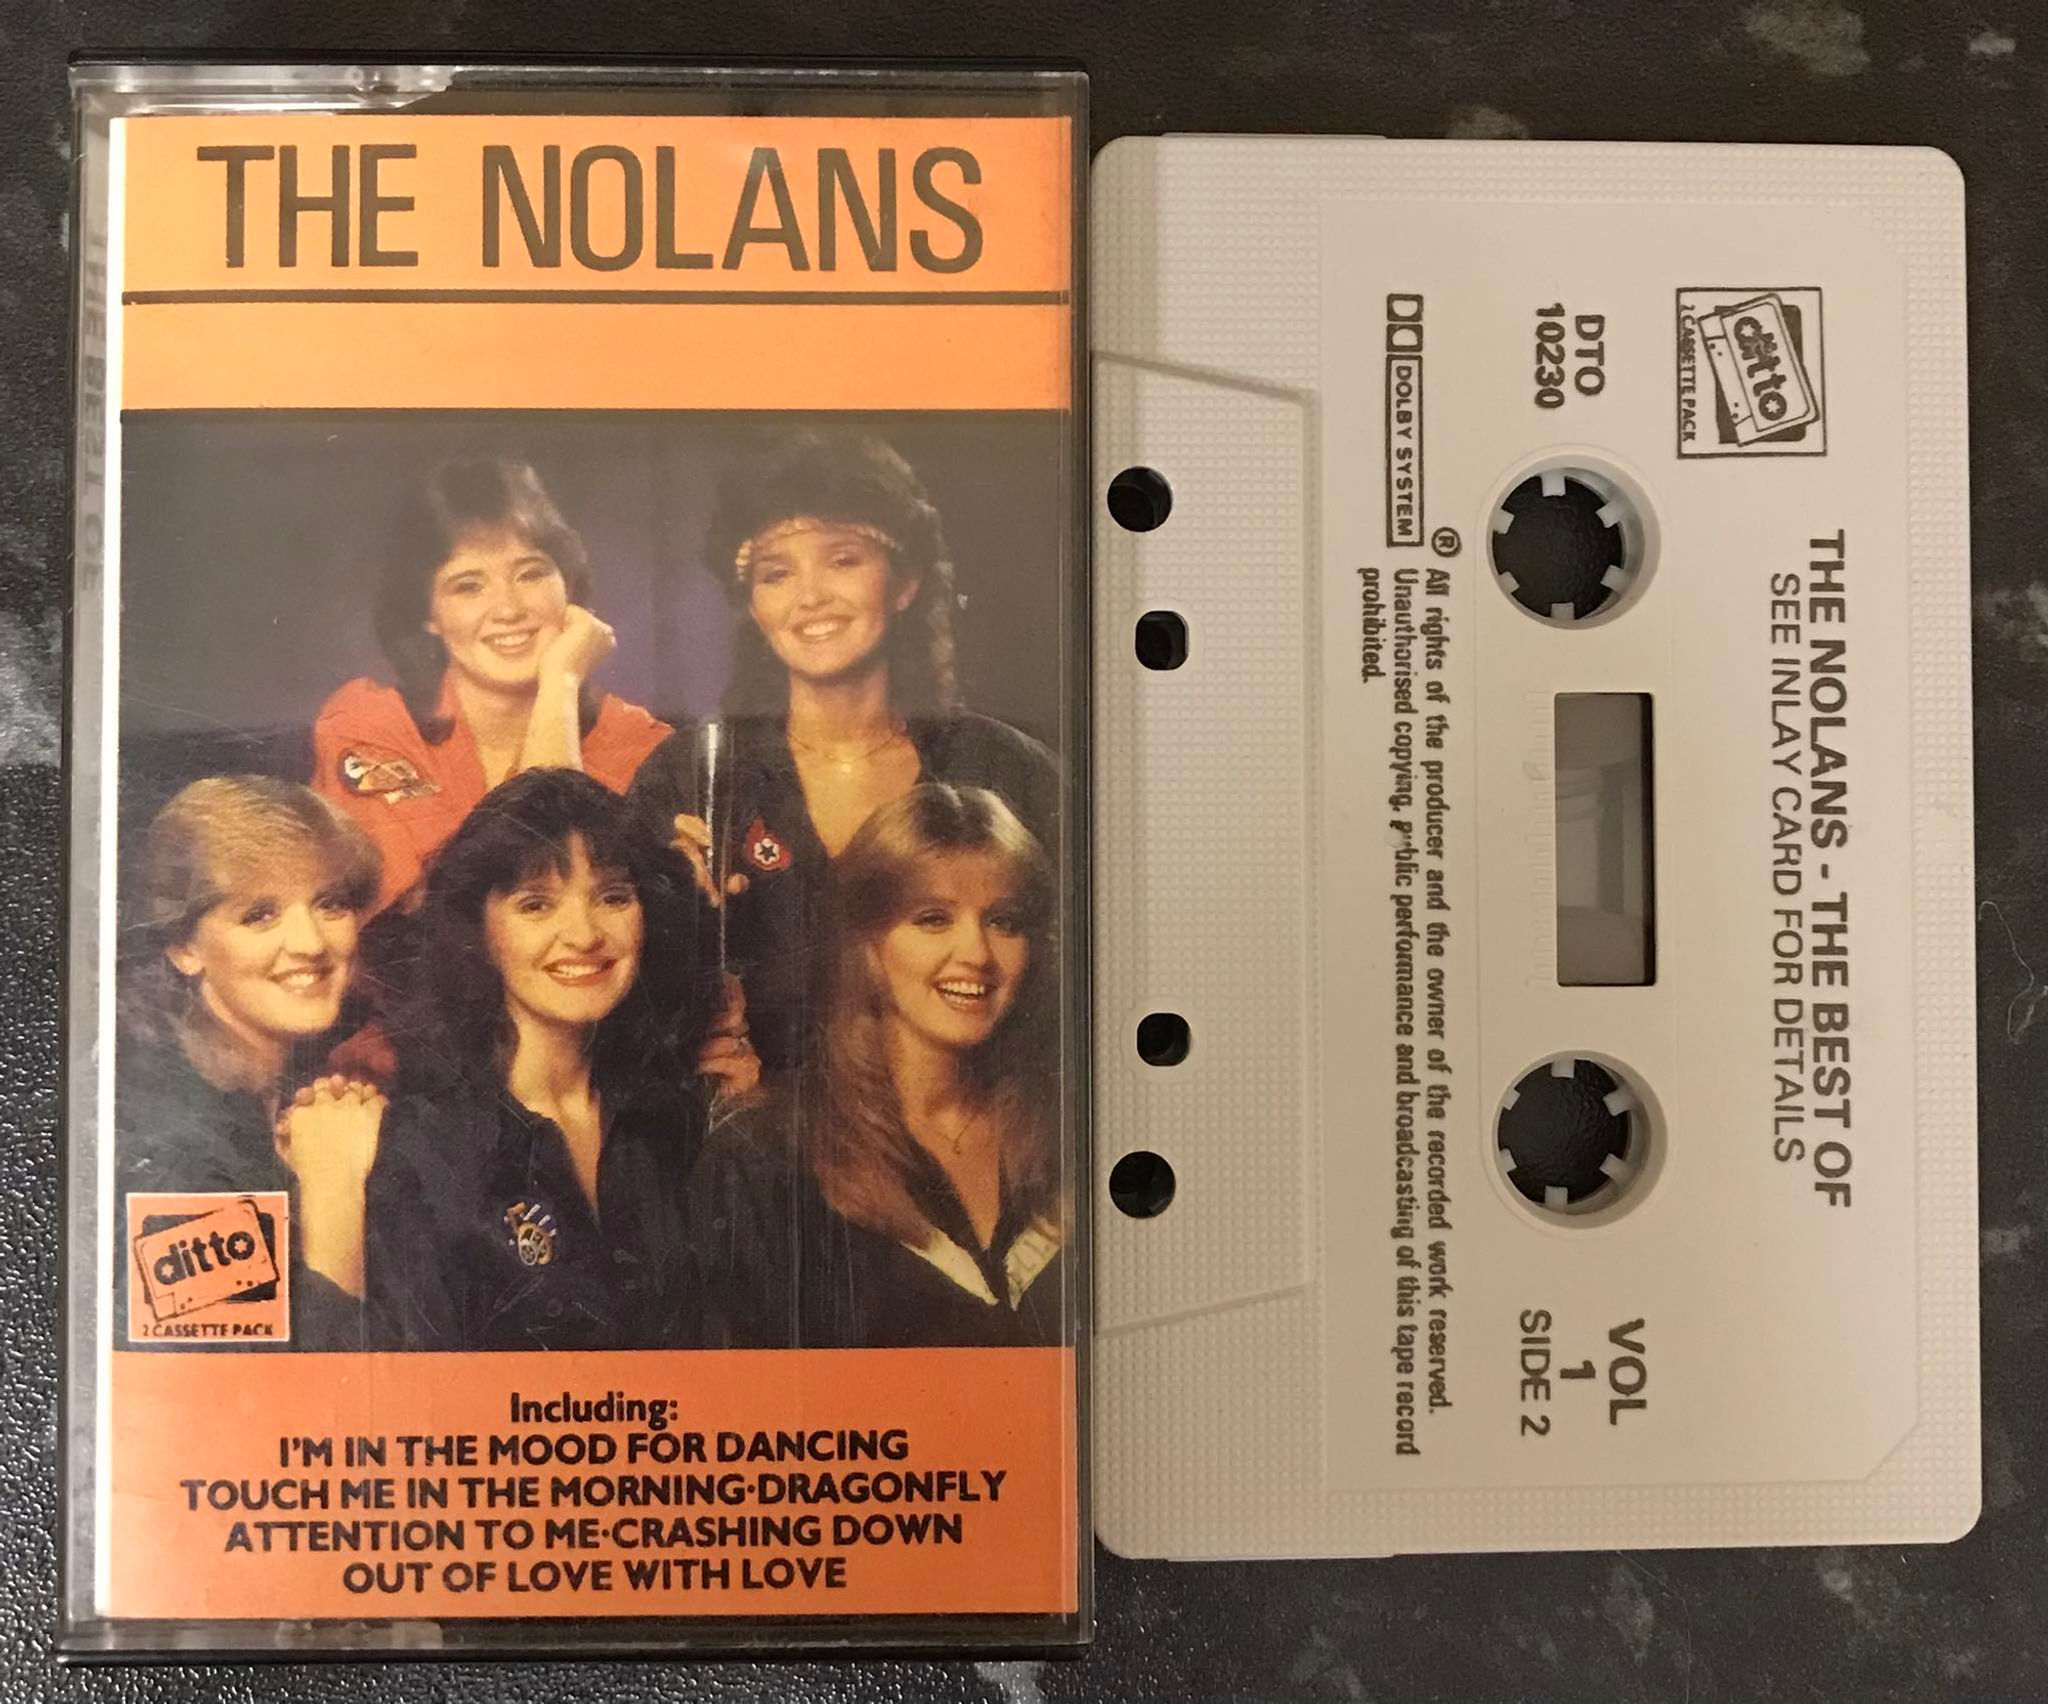 THE NOLANS
ditto
2 CASSETTE PACK
Including:
I'M IN THE MOOD FOR DANCING
TOUCH ME IN THE MORNING·DRAGONFLY
ATTENTION TO ME·CRASHING DOWN
OUT OF LOVE WITH LOVE
THE BEST OF
ditto
2 CASSETTE PACK
THE NOLANS - THE BEST OF
SEE INLAY CARD FOR DETAILS
DTO
10230
VOL
1
SIDE 2
DOLBY SYSTEM
® All rights of the producer and the owner of the recorded work reserved.
Unauthorised copying, public performance and broadcasting of this tape record
prohibited.